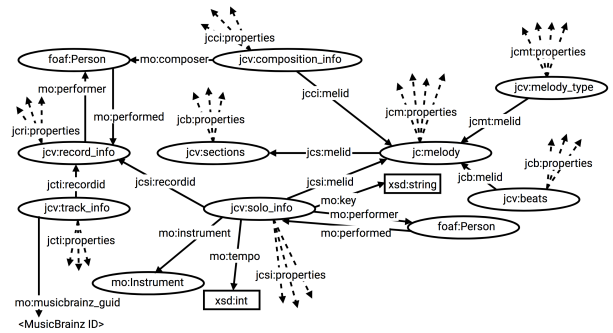 jcci:properties
jcmt:properties
foaf:Person
mo:composer
jcv:composition_info
jcv:melody_type
mo:performer
jcci:melid
mo:performed
jcri:properties
jcb:properties
jcm:properties
jcmt:melid
jcv:record_info
jcv:sections
jcs:melid
jc:melody
jcb:properties
jcti:recordid
jcsi:recordid
jcsi:melid
jcb:melid
mo:key
xsd:string
jcv:beats
jcv:track_info
jcv:solo_info
mo:performer
mo:performed
foaf:Person
jcti:properties
mo:instrument
mo:tempo
jcsi:properties
mo:Instrument
xsd:int
mo:musicbrainz_guid
<MusicBrainz ID>